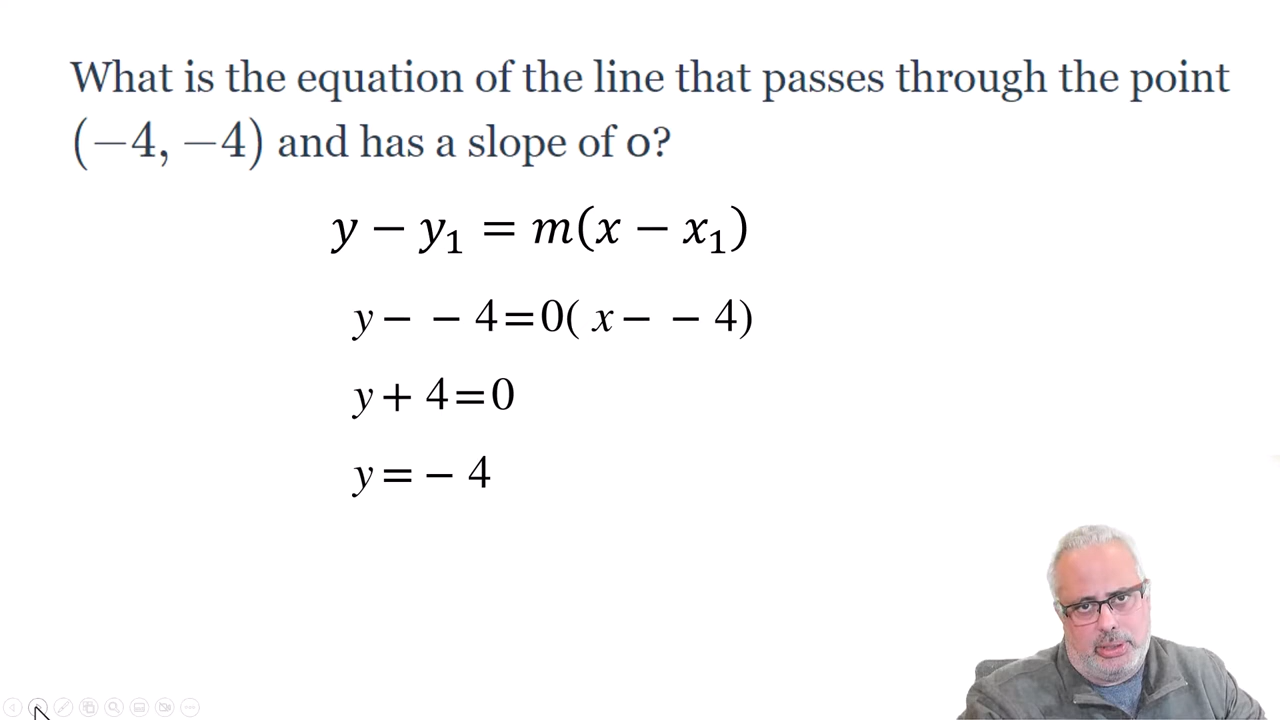 What is the equation of the line that passes through the point
(−4, −4) and has a slope of 0?
y − y₁ = m(x − x₁)
y − − 4=0( x − − 4)
y + 4=0
y = − 4